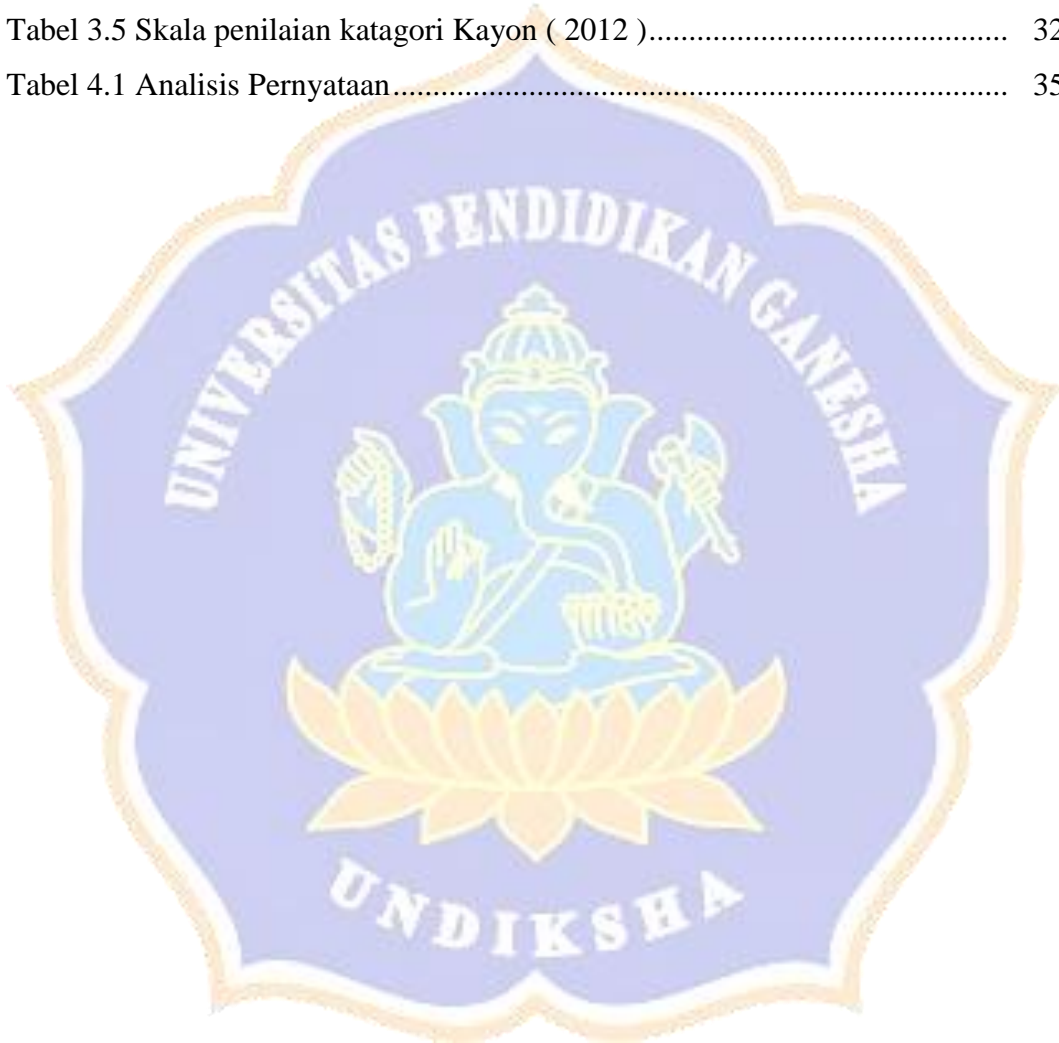 Tabel 3.5 Skala penilaian katagori Kayon ( 2012 )............................................. 32
Tabel 4.1 Analisis Pernyataan............................................................................. 35
UNIVERSITAS PENDIDIKAN GANESHA
UNDIKSHA